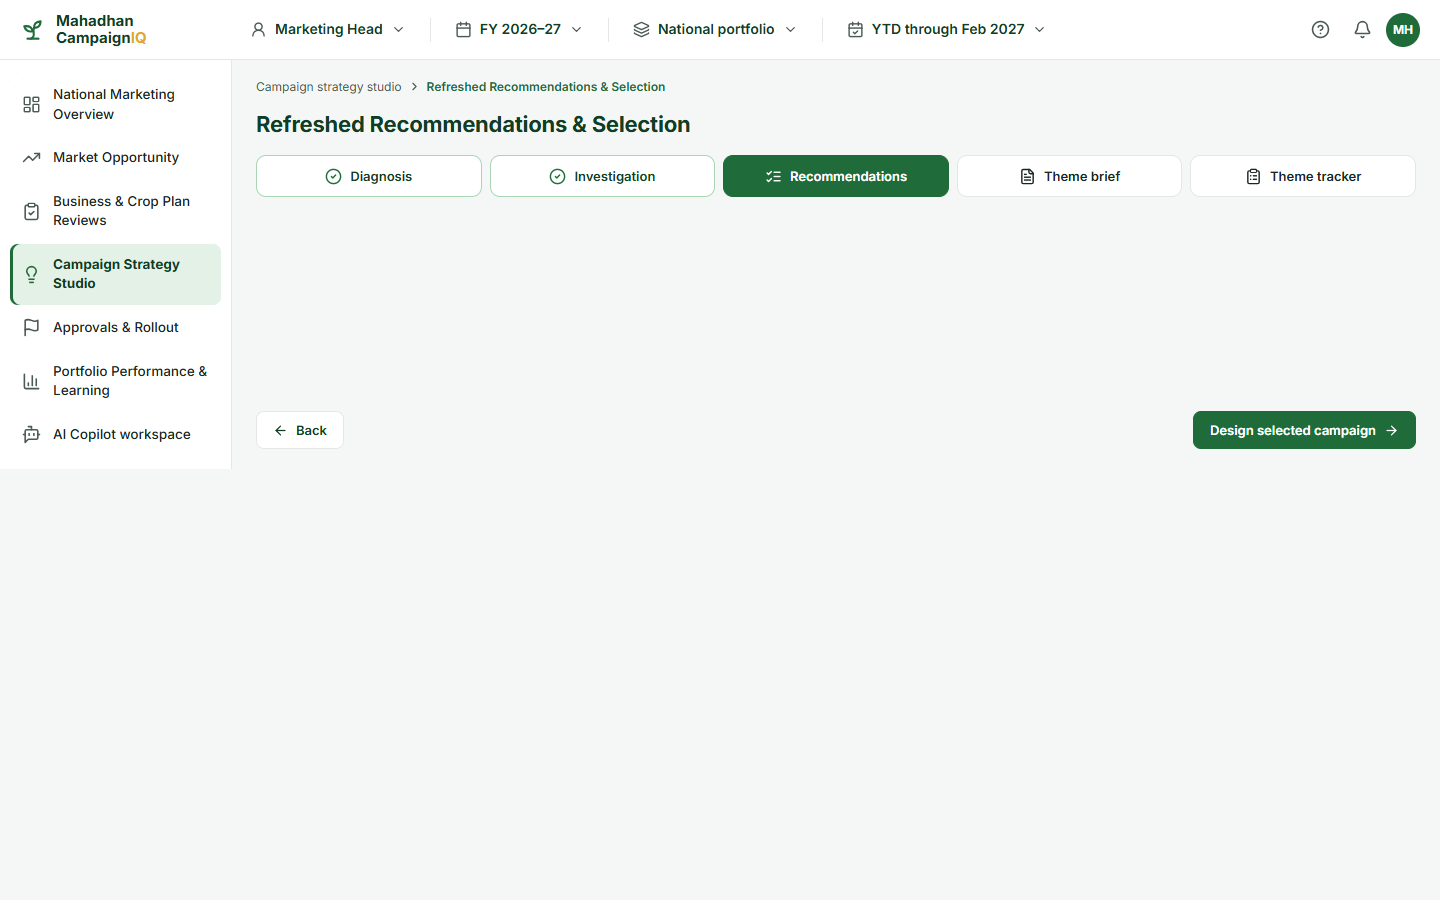 Mahadhan
CampaignIQ
Marketing Head
FY 2026–27
National portfolio
YTD through Feb 2027
MH
National Marketing
Overview
Market Opportunity
Business & Crop Plan
Reviews
Campaign Strategy
Studio
Approvals & Rollout
Portfolio Performance &
Learning
AI Copilot workspace
Campaign strategy studio > Refreshed Recommendations & Selection
Refreshed Recommendations & Selection
Diagnosis
Investigation
Recommendations
Theme brief
Theme tracker
Back
Design selected campaign